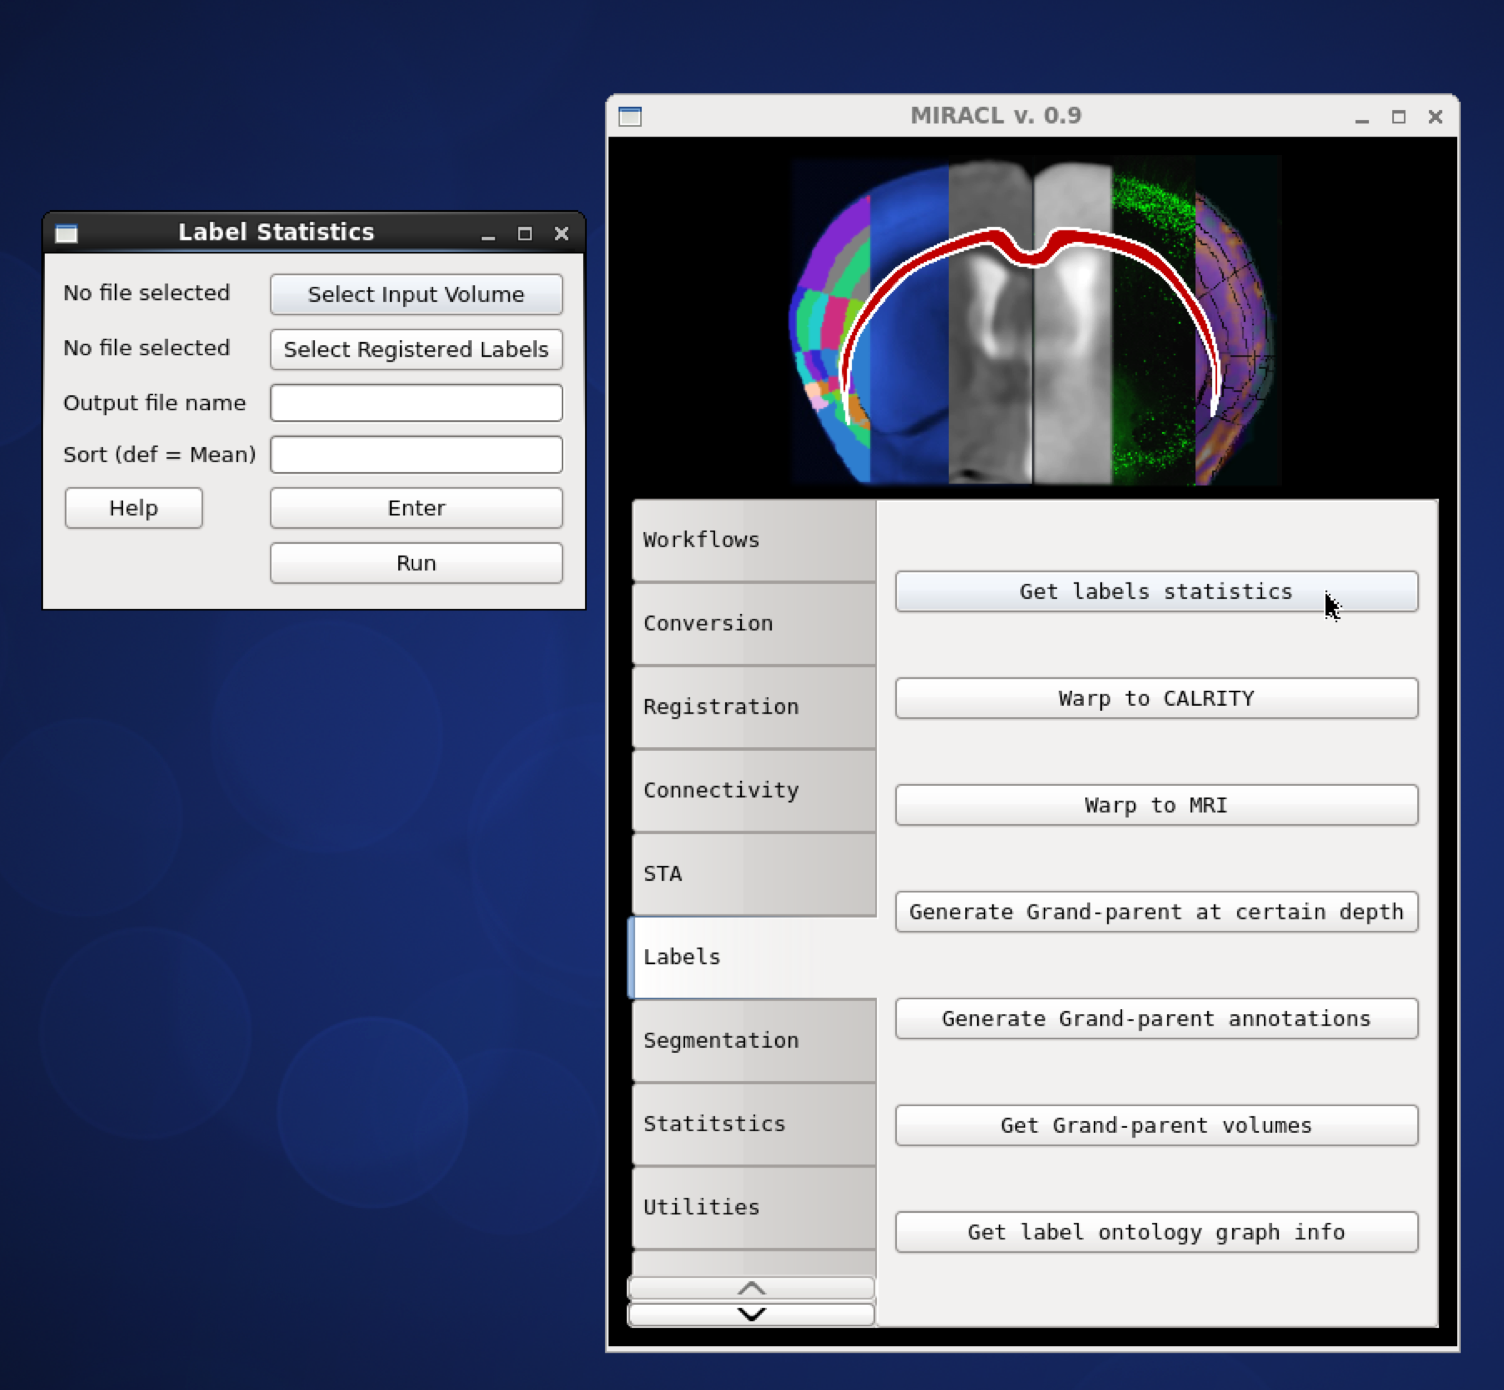 Label Statistics
No file selected
Select Input Volume
No file selected
Select Registered Labels
Output file name
Sort (def = Mean)
Help
Enter
Run
MIRACL v. 0.9
Workflows
Conversion
Registration
Connectivity
STA
Labels
Segmentation
Statitstics
Utilities
Get labels statistics
Warp to CALRITY
Warp to MRI
Generate Grand-parent at certain depth
Generate Grand-parent annotations
Get Grand-parent volumes
Get label ontology graph info